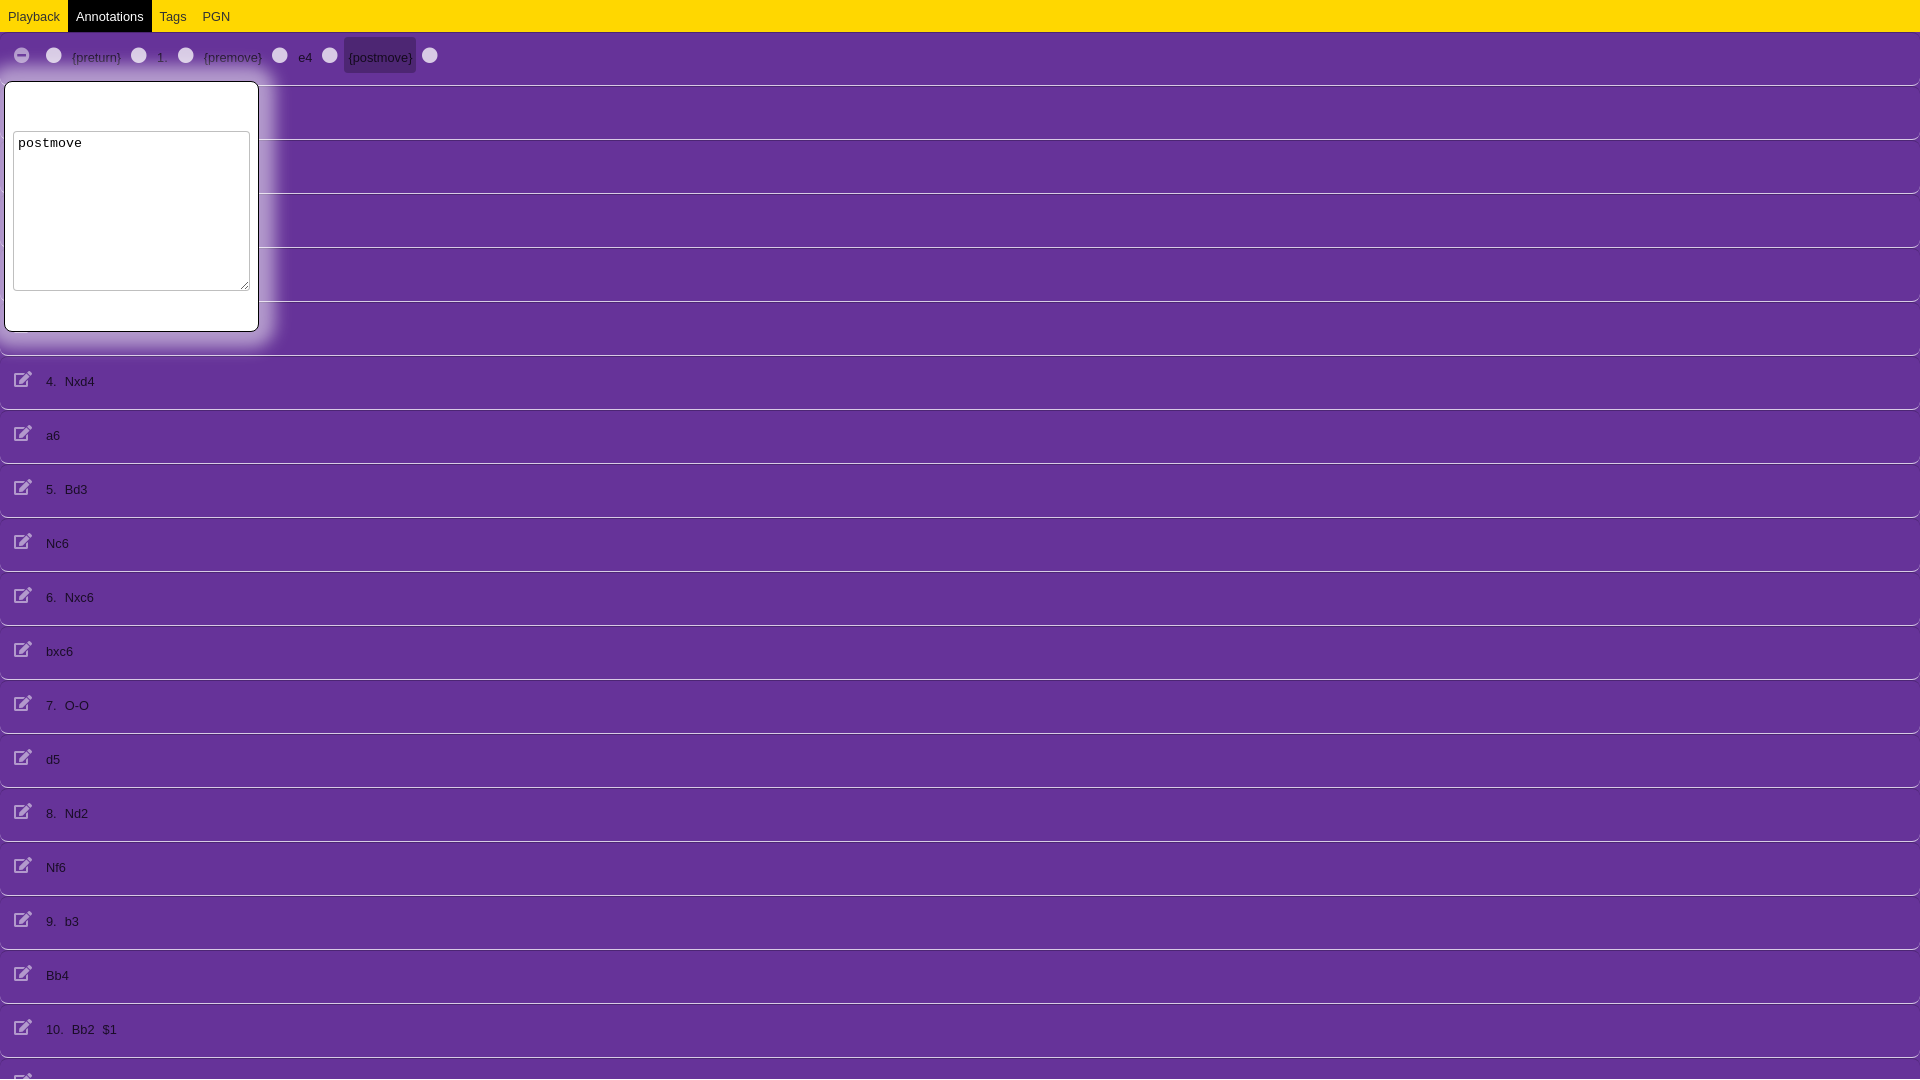 Playback Annotations Tags PGN
{preturn} 1. {premove} e4 {postmove}
postmove
4. Nxd4
a6
5. Bd3
Nc6
6. Nxc6
bxc6
7. O-O
d5
8. Nd2
Nf6
9. b3
Bb4
10. Bb2 $1